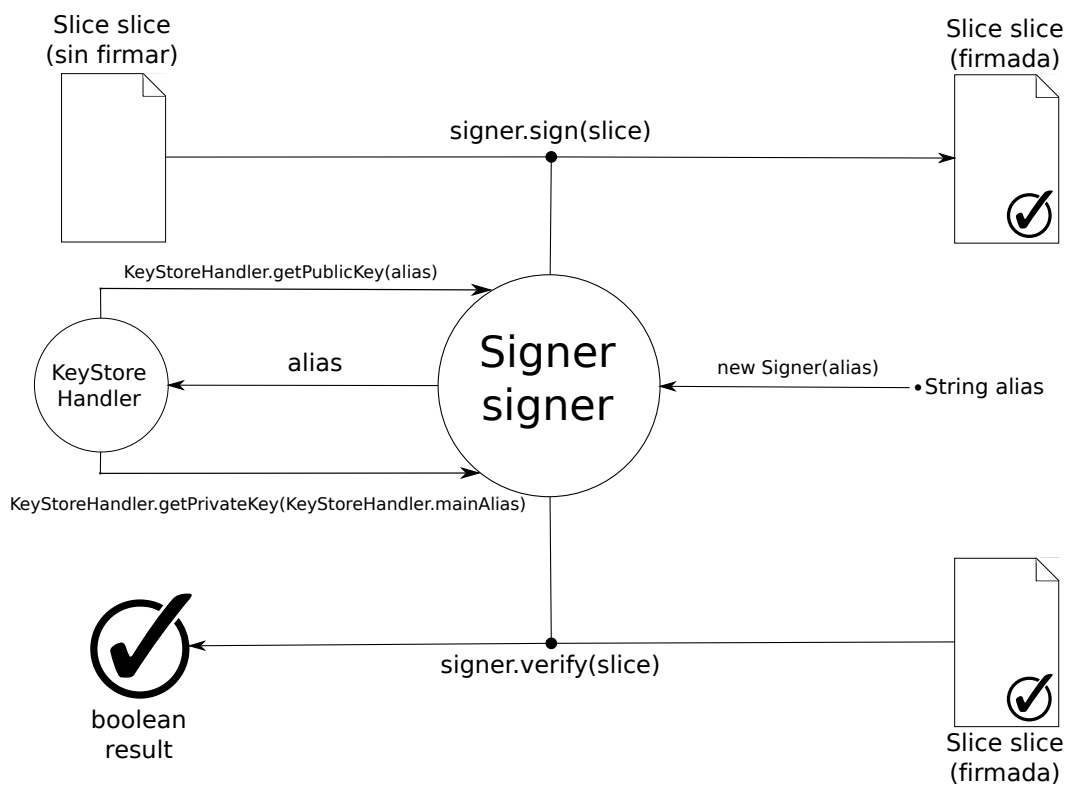 Slice slice
(sin firmar)
Slice slice
(firmada)
signer.sign(slice)
KeyStoreHandler.getPublicKey(alias)
KeyStore
Handler
alias
Signer
signer
new Signer(alias)
String alias
KeyStoreHandler.getPrivateKey(KeyStoreHandler.mainAlias)
signer.verify(slice)
boolean
result
Slice slice
(firmada)